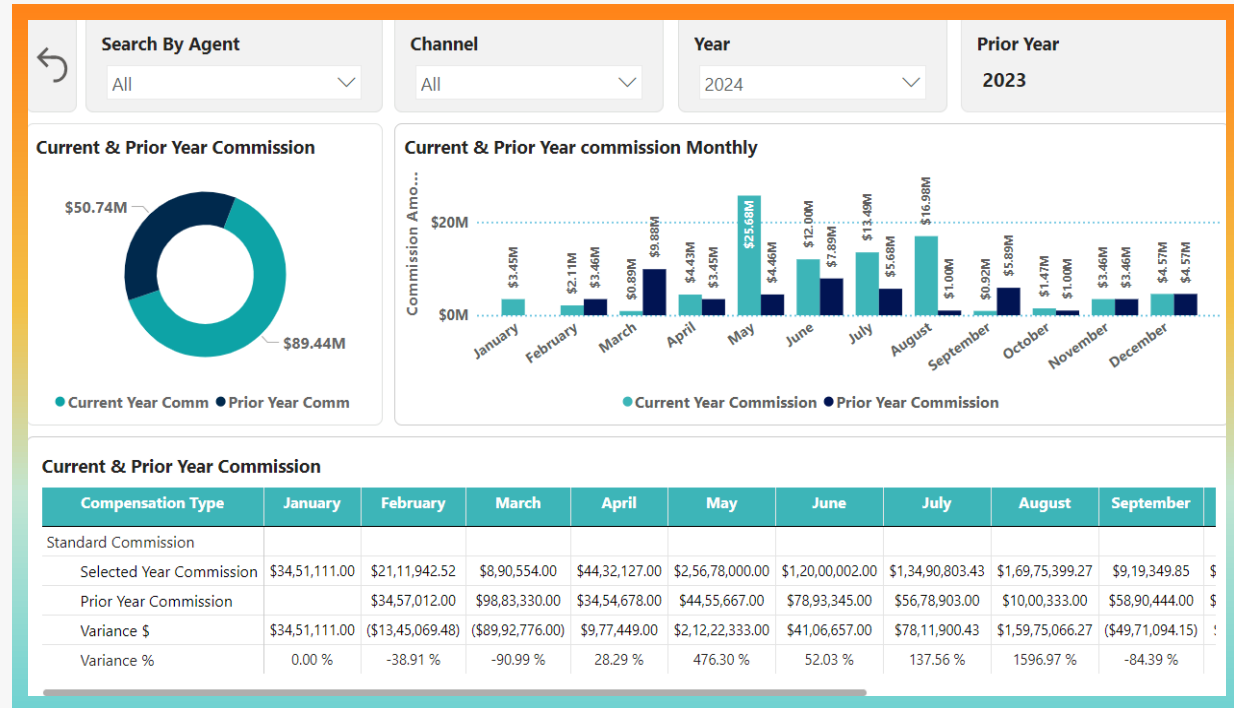 Search By Agent
All
Channel
All
Year
2024
Prior Year
2023
Current & Prior Year Commission
$50.74M
$89.44M
Current Year Comm Prior Year Comm
Current & Prior Year commission Monthly
Commission Amo...
$20M
$0M
$3.45M
$2.11M $3.46M
$0.89M $9.88M
$4.43M $3.45M
$25.68M $4.46M
$12.00M $7.89M
$13.49M $5.68M
$16.98M $1.00M
$0.92M $5.89M
$1.47M $1.00M
$3.46M $3.46M
$4.57M $4.57M
January February March April May June July August September October November December
Current Year Commission Prior Year Commission
Current & Prior Year Commission
Compensation Type January February March April May June July August September
Standard Commission
Selected Year Commission $34,51,111.00 $21,11,942.52 $8,90,554.00 $44,32,127.00 $2,56,78,000.00 $1,20,00,002.00 $1,34,90,803.43 $1,69,75,399.27 $9,19,349.85 $
Prior Year Commission $34,57,012.00 $98,83,330.00 $34,54,678.00 $44,55,667.00 $78,93,345.00 $56,78,903.00 $10,00,333.00 $58,90,444.00 $
Variance $ $34,51,111.00 ($13,45,069.48) ($89,92,776.00) $9,77,449.00 $2,12,22,333.00 $41,06,657.00 $78,11,900.43 $1,59,75,066.27 ($49,71,094.15)
Variance % 0.00 % -38.91 % -90.99 % 28.29 % 476.30 % 52.03 % 137.56 % 1596.97 % -84.39 %